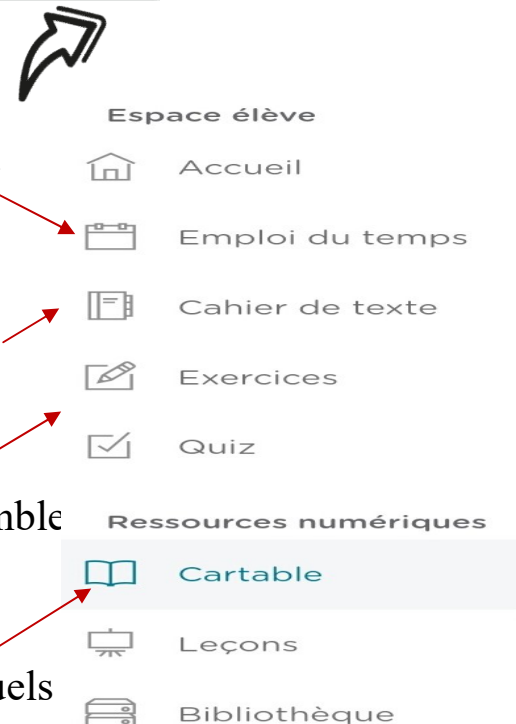 Espace élève
Accueil
Emploi du temps
Cahier de texte
Exercices
Quiz
Ressources numériques
Cartable
Leçons
Bibliothèque